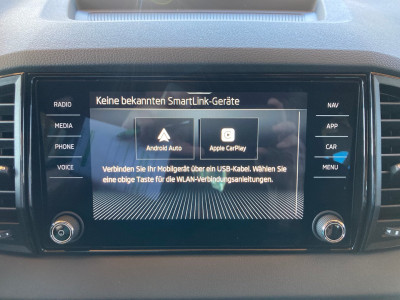 Keine bekannten SmartLink-Geräte
RADIO
MEDIA
PHONE
VOICE
Android Auto
Apple CarPlay
Verbinden Sie Ihr Mobilgerät über ein USB-Kabel. Wählen Sie
eine obige Taste für die WLAN-Verbindungsanleitungen.
NAV
APP
CAR
MENU